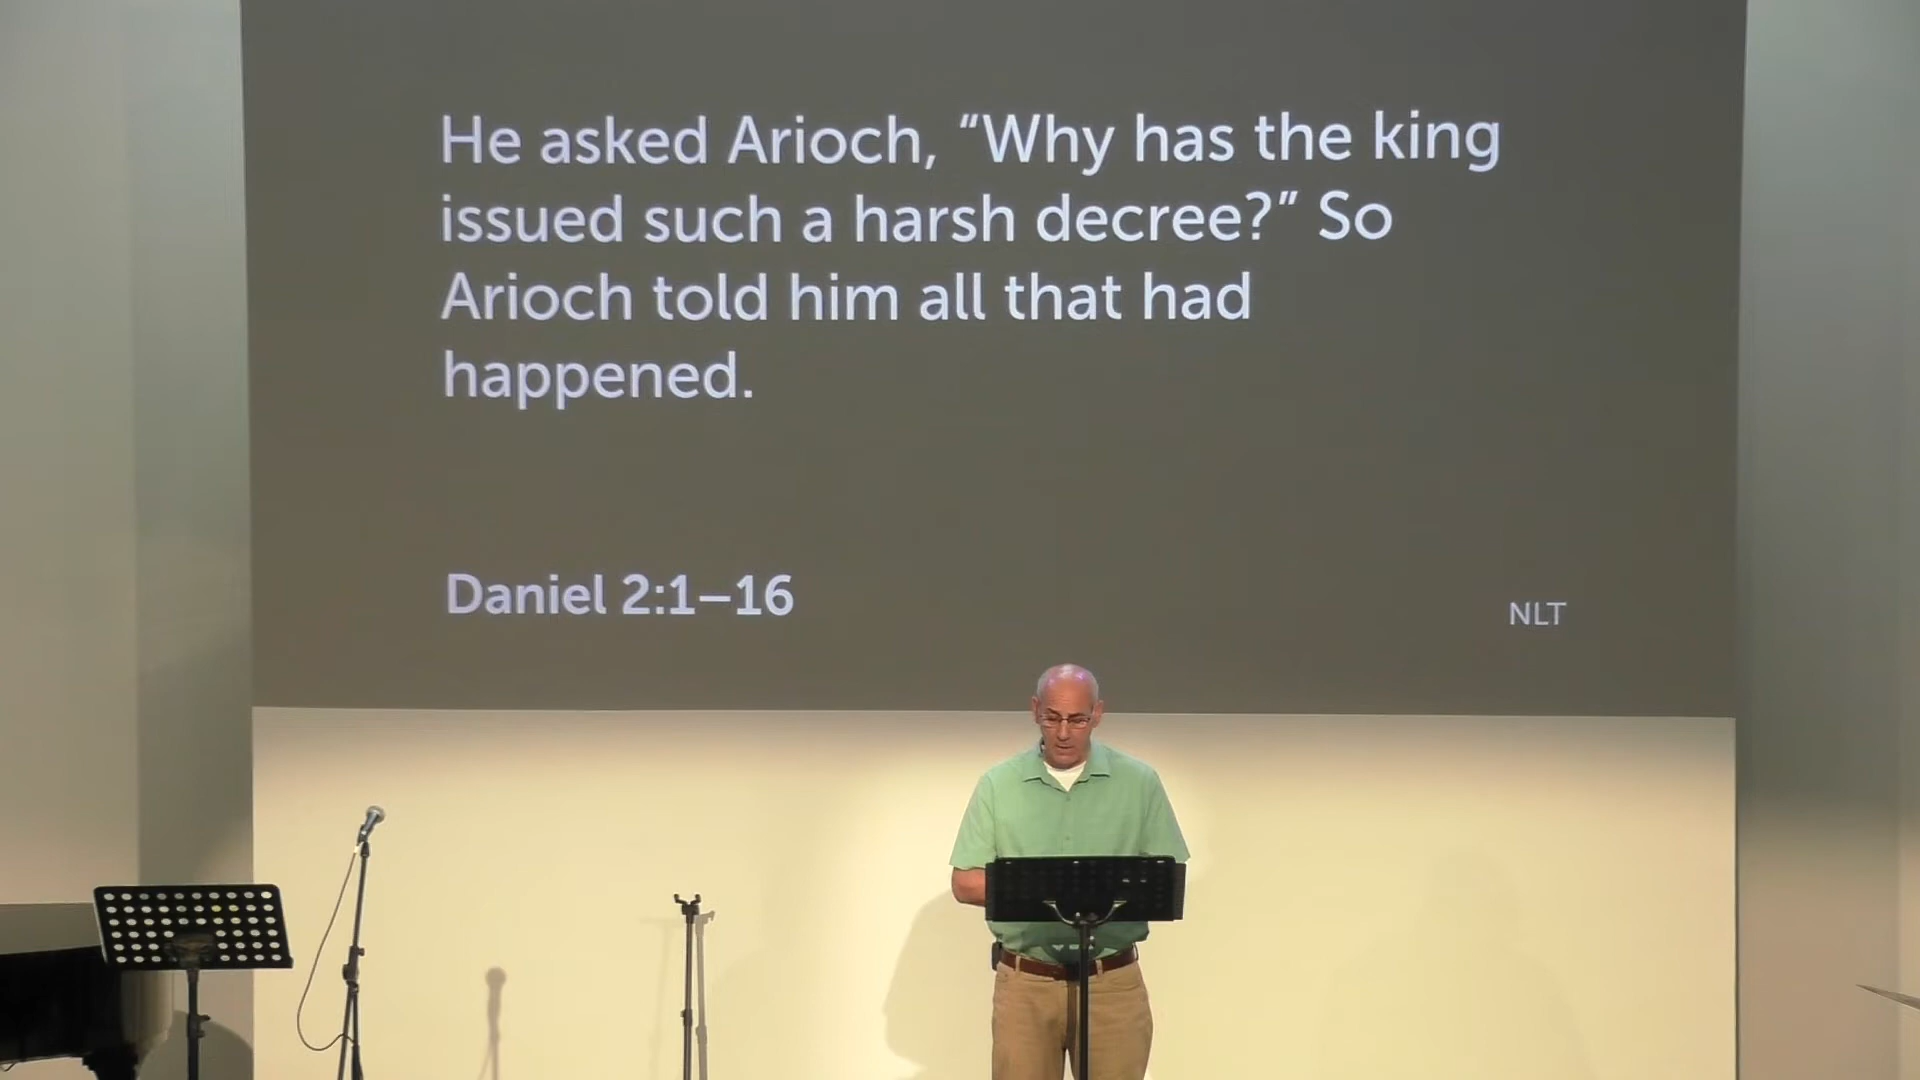 He asked Arioch, “Why has the king
issued such a harsh decree?” So
Arioch told him all that had
happened.
Daniel 2:1–16
NLT